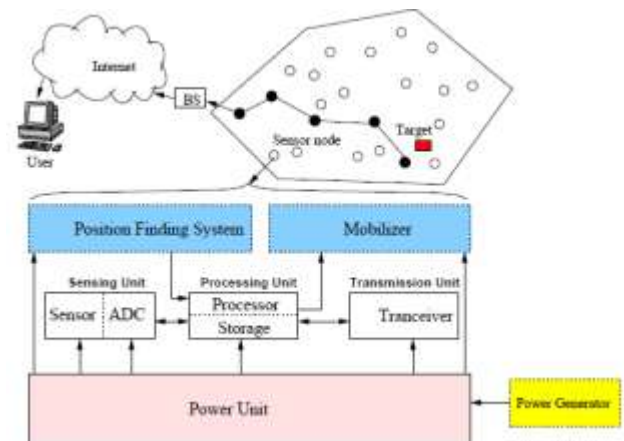 Internet
BS
User
Sensor node
Target
Position Finding System
Mobilizer
Sensing Unit
Processing Unit
Transmission Unit
Sensor
ADC
Processor
Storage
Tranceiver
Power Unit
Power Generator